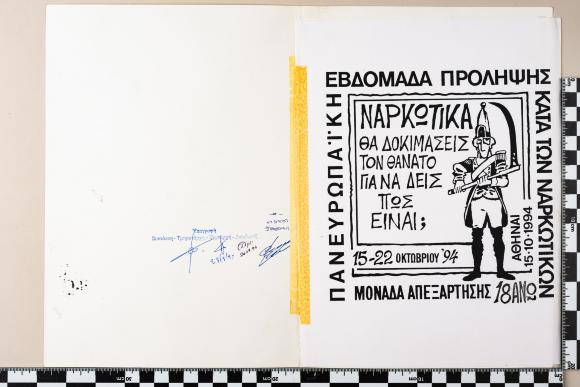 ΠΑΝΕΥΡΩΠΑΪΚΗ
ΕΒΔΟΜΑΔΑ ΠΡΟΛΗΨΗΣ
ΚΑΤΑ ΤΩΝ ΝΑΡΚΩΤΙΚΩΝ
ΝΑΡΚΩΤΙΚΑ
ΘΑ ΔΟΚΙΜΑΣΕΙΣ
ΤΟΝ ΘΑΝΑΤΟ
ΓΙΑ ΝΑ ΔΕΙΣ
ΠΩΣ
ΕΙΝΑΙ;
15-22 ΟΚΤΩΒΡΙΟΥ '94
ΑΘΗΝΑΙ
15·10·1994
ΜΟΝΑΔΑ ΑΠΕΞΑΡΤΗΣΗΣ 18 ΑΝΩ